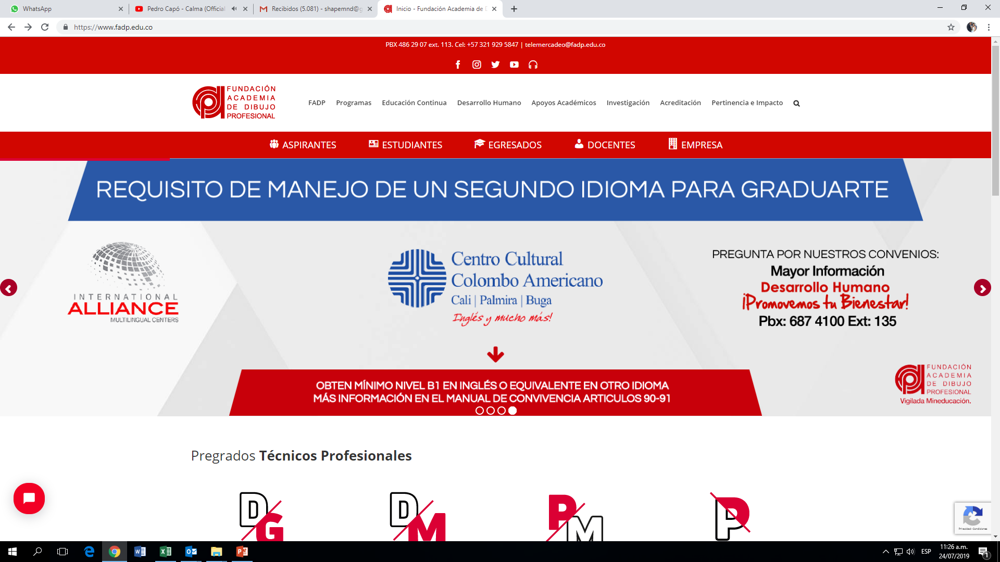 WhatsApp
Pedro Capó - Calma (Official
Recibidos (5.081) - shapemnd@g
Inicio - Fundación Academia de D
https://www.fadp.edu.co
PBX 486 29 07 ext. 113. Cel: +57 321 929 5847 | telemercadeo@fadp.edu.co
FUNDACIÓN
ACADEMIA
DE DIBUJO
PROFESIONAL
FADP Programas Educación Continua Desarrollo Humano Apoyos Académicos Investigación Acreditación Pertinencia e Impacto
ASPIRANTES ESTUDIANTES EGRESADOS DOCENTES EMPRESA
REQUISITO DE MANEJO DE UN SEGUNDO IDIOMA PARA GRADUARTE
INTERNATIONAL
ALLIANCE
MULTILINGUAL CENTERS
Centro Cultural
Colombo Americano
Cali | Palmira | Buga
Inglés y mucho más!
PREGUNTA POR NUESTROS CONVENIOS:
Mayor Información
Desarrollo Humano
¡Promovemos tu Bienestar!
Pbx: 687 4100 Ext: 135
OBTEN MÍNIMO NIVEL B1 EN INGLÉS O EQUIVALENTE EN OTRO IDIOMA
MÁS INFORMACIÓN EN EL MANUAL DE CONVIVENCIA ARTICULOS 90-91
FUNDACIÓN
ACADEMIA
DE DIBUJO
PROFESIONAL
Vigilada Mineducación.
Pregrados Técnicos Profesionales
DG DM PM P
Privacidad - Condiciones
ESP
11:26 a.m.
24/07/2019
1